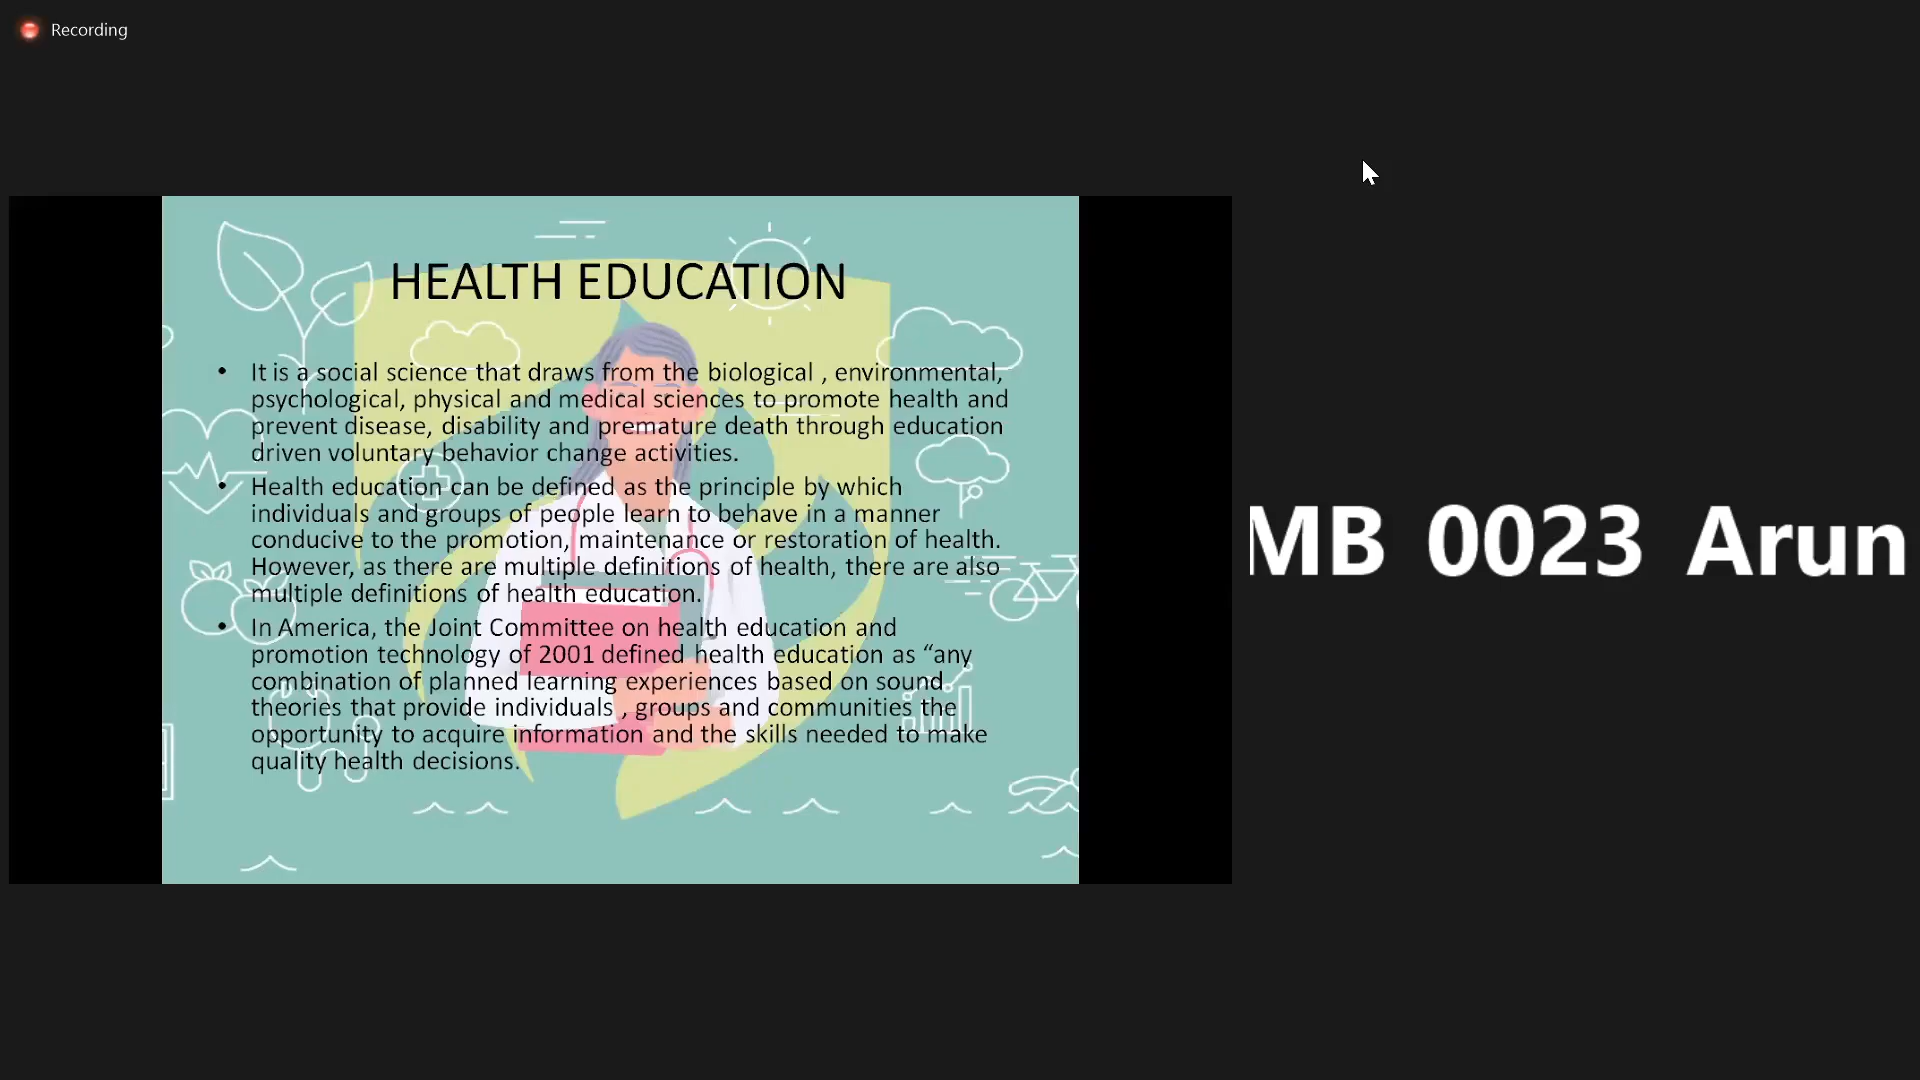 Recording
HEALTH EDUCATION
• It is a social science that draws from the biological , environmental,
psychological, physical and medical sciences to promote health and
prevent disease, disability and premature death through education
driven voluntary behavior change activities.
• Health education can be defined as the principle by which
individuals and groups of people learn to behave in a manner
conducive to the promotion, maintenance or restoration of health.
However, as there are multiple definitions of health, there are also
multiple definitions of health education.
• In America, the Joint Committee on health education and
promotion technology of 2001 defined health education as “any
combination of planned learning experiences based on sound
theories that provide individuals , groups and communities the
opportunity to acquire information and the skills needed to make
quality health decisions.
MB 0023 Arun